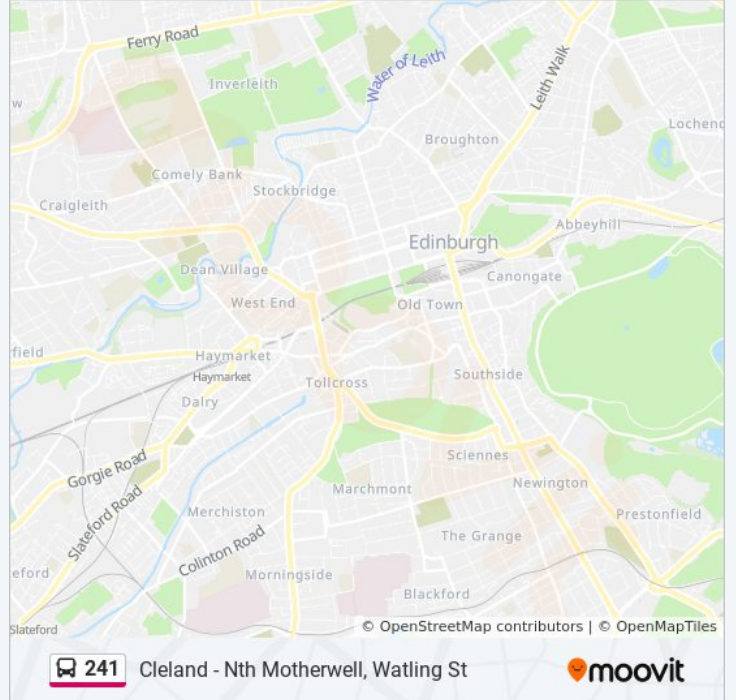 Ferry Road
Water of Leith
Leith Walk
Inverleith
w
Lochend
Broughton
Comely Bank
Stockbridge
Craigleith
Abbeyhill
Edinburgh
Dean Village
Canongate
West End
Old Town
field
Haymarket
Haymarket
Tollcross
Southside
Dalry
Gorgie Road
Sciennes
Newington
Marchmont
Slateford Road
Merchiston
Prestonfield
Colinton Road
The Grange
eford
Morningside
Blackford
Slateford
© OpenStreetMap contributors | © OpenMapTiles
241 Cleland - Nth Motherwell, Watling St moovit